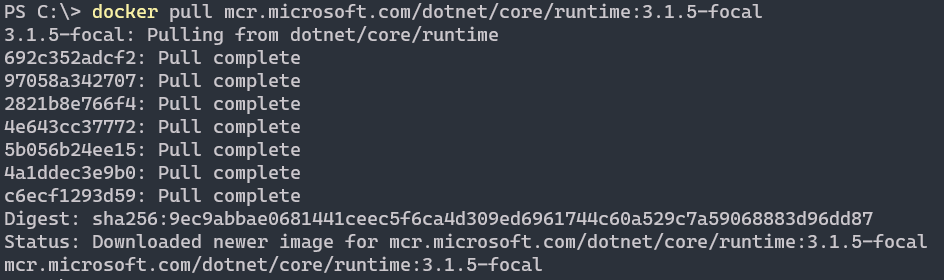 PS C:\> docker pull mcr.microsoft.com/dotnet/core/runtime:3.1.5-focal
3.1.5-focal: Pulling from dotnet/core/runtime
692c352adcf2: Pull complete
97058a342707: Pull complete
2821b8e766f4: Pull complete
4e643cc37772: Pull complete
5b056b24ee15: Pull complete
4a1ddec3e9b0: Pull complete
c6ecf1293d59: Pull complete
Digest: sha256:9ec9abbae0681441ceec5f6ca4d309ed6961744c60a529c7a59068883d96dd87
Status: Downloaded newer image for mcr.microsoft.com/dotnet/core/runtime:3.1.5-focal
mcr.microsoft.com/dotnet/core/runtime:3.1.5-focal